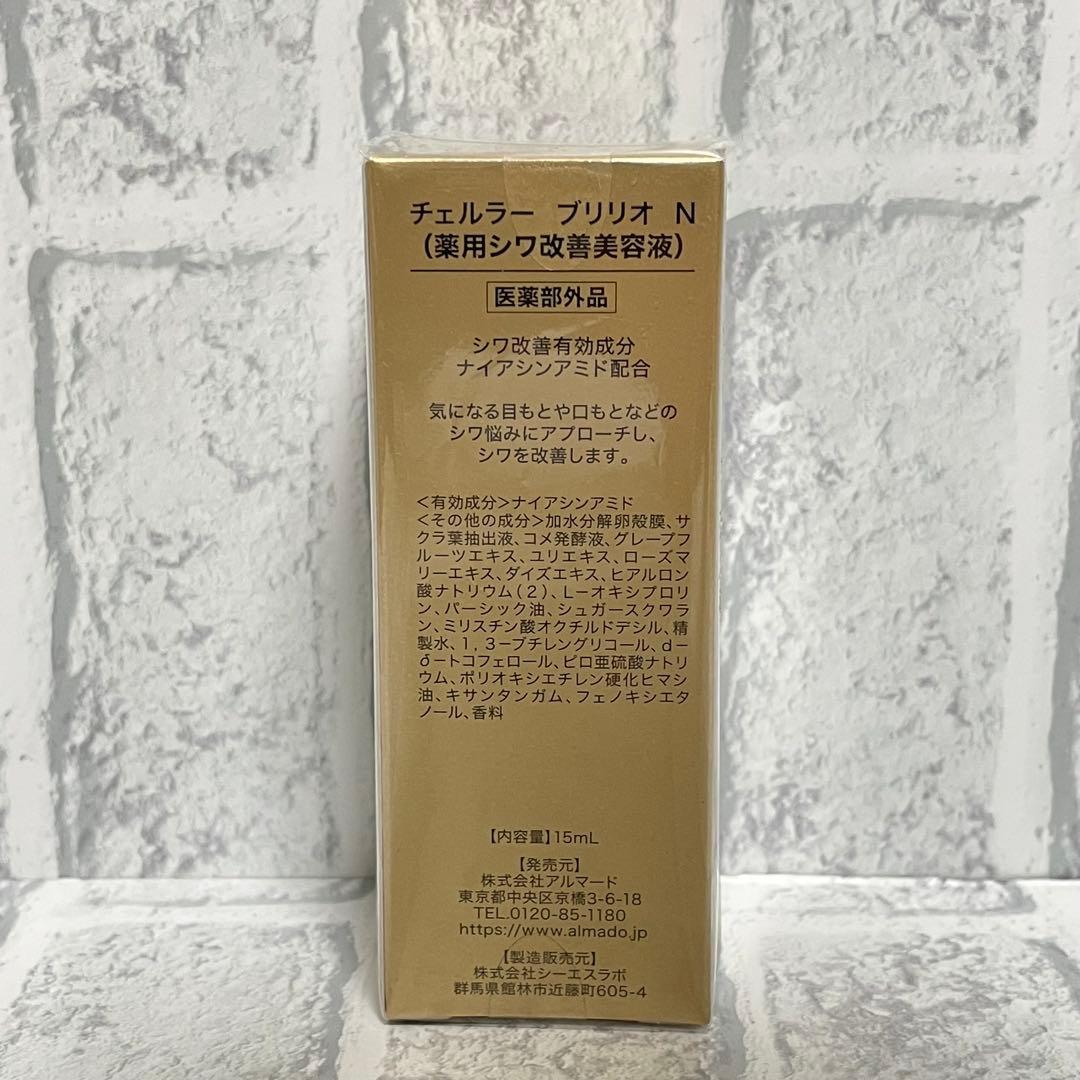 チェルラー ブリリオ N
(薬用シワ改善美容液)
医薬部外品
シワ改善有効成分
ナイアシンアミド配合
気になる目もとや口もとなどの
シワ悩みにアプローチし、
シワを改善します。
<有効成分>ナイアシンアミド
<その他の成分>加水分解卵殻膜、サ
クラ葉抽出液、コメ発酵液、グレープフ
ルーツエキス、ユリエキス、ローズマ
リーエキス、ダイズエキス、ヒアルロン
酸ナトリウム(2)、L-オキシプロリ
ン、パーシック油、シュガースクワラ
ン、ミリスチン酸オクチルドデシル、精
製水、1,3-ブチレングリコール、d-
δ-トコフェロール、ピロ亜硫酸ナトリ
ウム、ポリオキシエチレン硬化ヒマシ
油、キサンタンガム、フェノキシエタ
ノール、香料
【内容量】15mL
【発売元】
株式会社アルマード
東京都中央区京橋3-6-18
TEL.0120-85-1180
https://www.almado.jp
【製造販売元】
株式会社シーエスラボ
群馬県館林市近藤町605-4